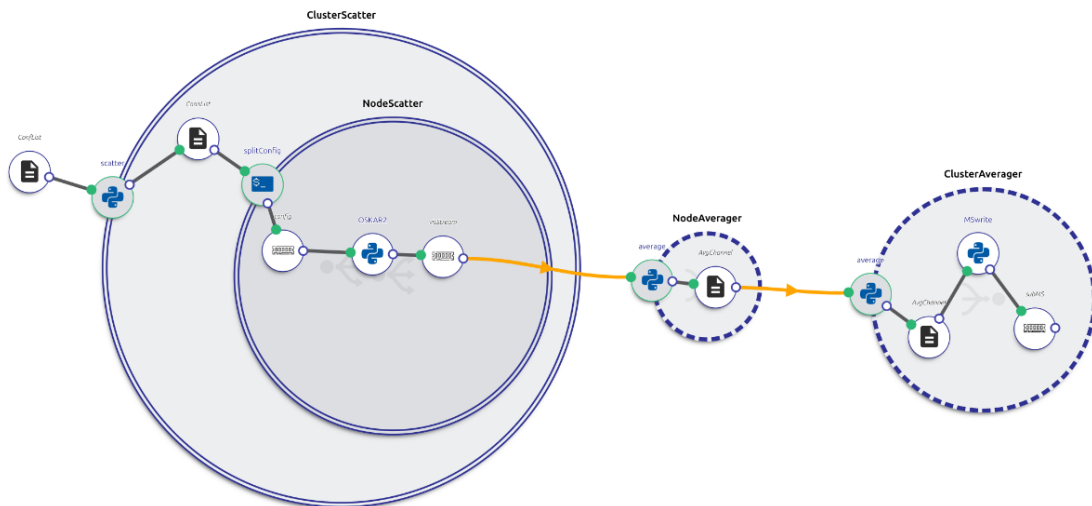 ClusterScatter
NodeScatter
ConfList
scatter
splitConfig
config
OSKAR2
NodeAverager
average
AvgChannel
ClusterAverager
MSwrite
average
AvgChannel
subMS
$_